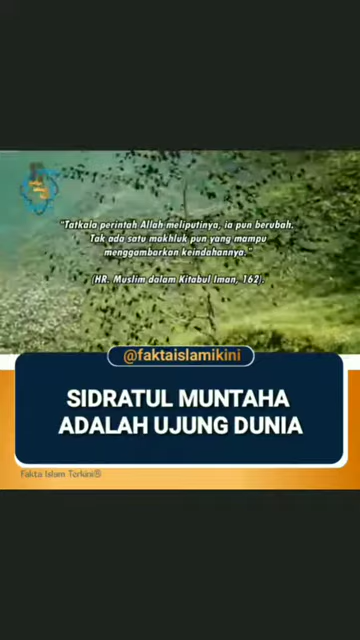 "Tatkala perintah Allah meliputinya, ia pun berubah.
Tak ada satu makhluk pun yang mampu
menggambarkan keindahannya."
(HR. Muslim dalam Kitabul Iman, 162).
@faktaislamikini
SIDRATUL MUNTAHA
ADALAH UJUNG DUNIA
Fakta Islam Terkini